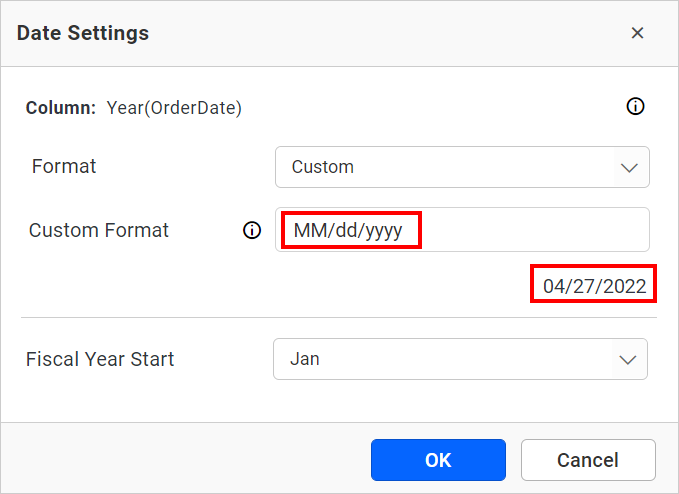 Date Settings
Column: Year(OrderDate)
Format
Custom
Custom Format
MM/dd/yyyy
04/27/2022
Fiscal Year Start
Jan
OK
Cancel